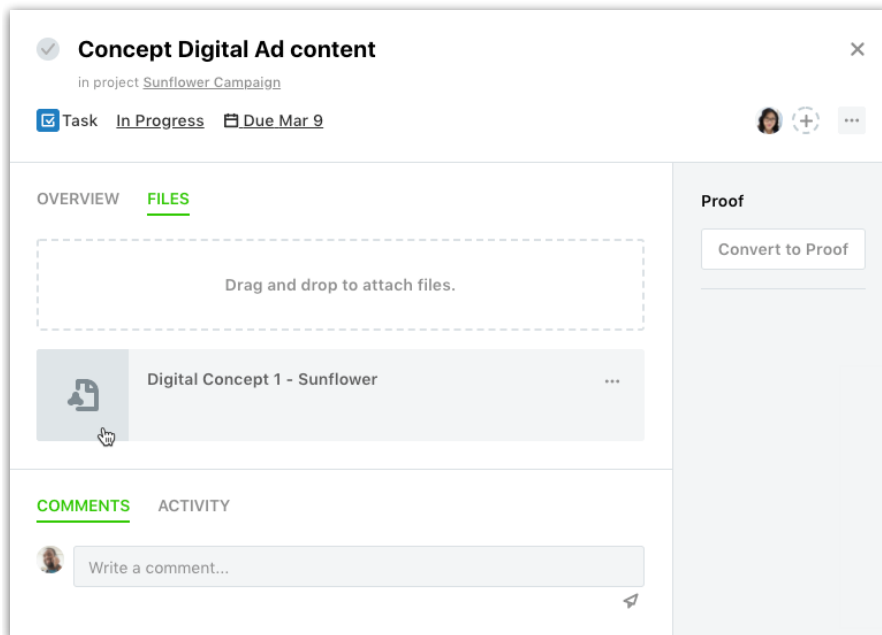 Concept Digital Ad content
in project Sunflower Campaign
Task In Progress Due Mar 9
OVERVIEW FILES
Drag and drop to attach files.
Digital Concept 1 - Sunflower
COMMENTS ACTIVITY
Write a comment...
Proof
Convert to Proof